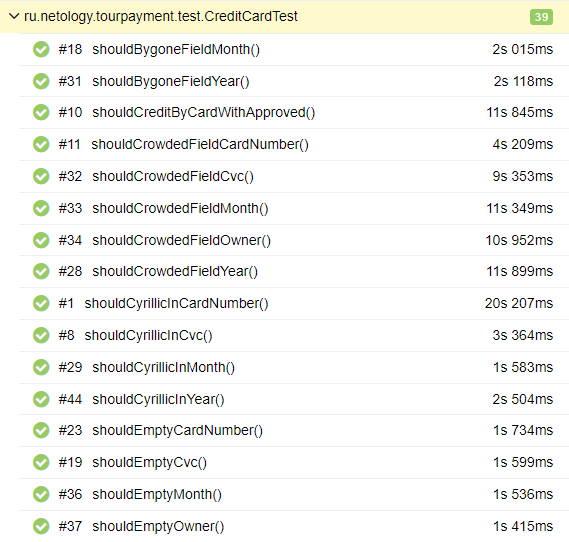 ru.netology.tourpayment.test.CreditCardTest 39
#18 shouldBygoneFieldMonth() 2s 015ms
#31 shouldBygoneFieldYear() 2s 118ms
#10 shouldCreditByCardWithApproved() 11s 845ms
#11 shouldCrowdedFieldCardNumber() 4s 209ms
#32 shouldCrowdedFieldCvc() 9s 353ms
#33 shouldCrowdedFieldMonth() 11s 349ms
#34 shouldCrowdedFieldOwner() 10s 952ms
#28 shouldCrowdedFieldYear() 11s 899ms
#1 shouldCyrillicInCardNumber() 20s 207ms
#8 shouldCyrillicInCvc() 3s 364ms
#29 shouldCyrillicInMonth() 1s 583ms
#44 shouldCyrillicInYear() 2s 504ms
#23 shouldEmptyCardNumber() 1s 734ms
#19 shouldEmptyCvc() 1s 599ms
#36 shouldEmptyMonth() 1s 536ms
#37 shouldEmptyOwner() 1s 415ms